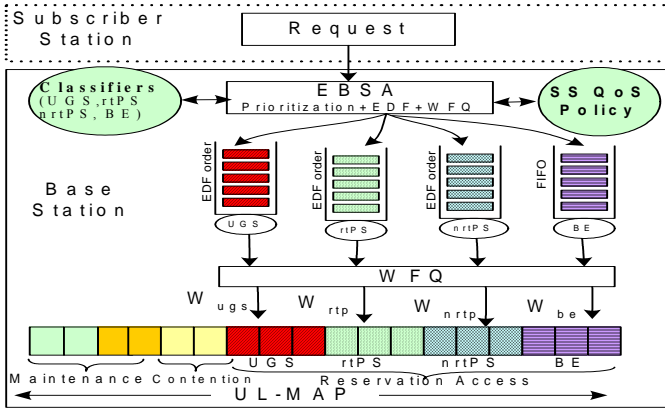 Subscriber
Station
Request
Classifiers
(UGS,rtPS
nrtPS, BE)
EBSA
Prioritization+EDF+WFQ
SS QoS
Policy
Base
Station
EDF order
EDF order
EDF order
FIFO
UGS
rtPS
nrtPS
BE
WFQ
W ugs
W rtp
W nrtp
W be
UGS rtPS nrtPS BE
Maintenance Contention Reservation Access
UL-MAP